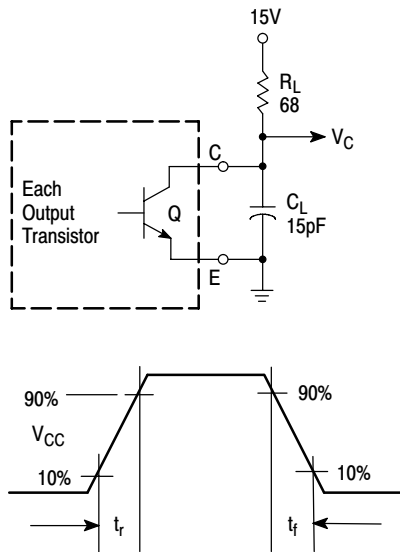 15V
R_L
68
C
V_C
Each
Output
Transistor
Q
C_L
15pF
E
90%
90%
V_CC
10%
10%
t_r
t_f